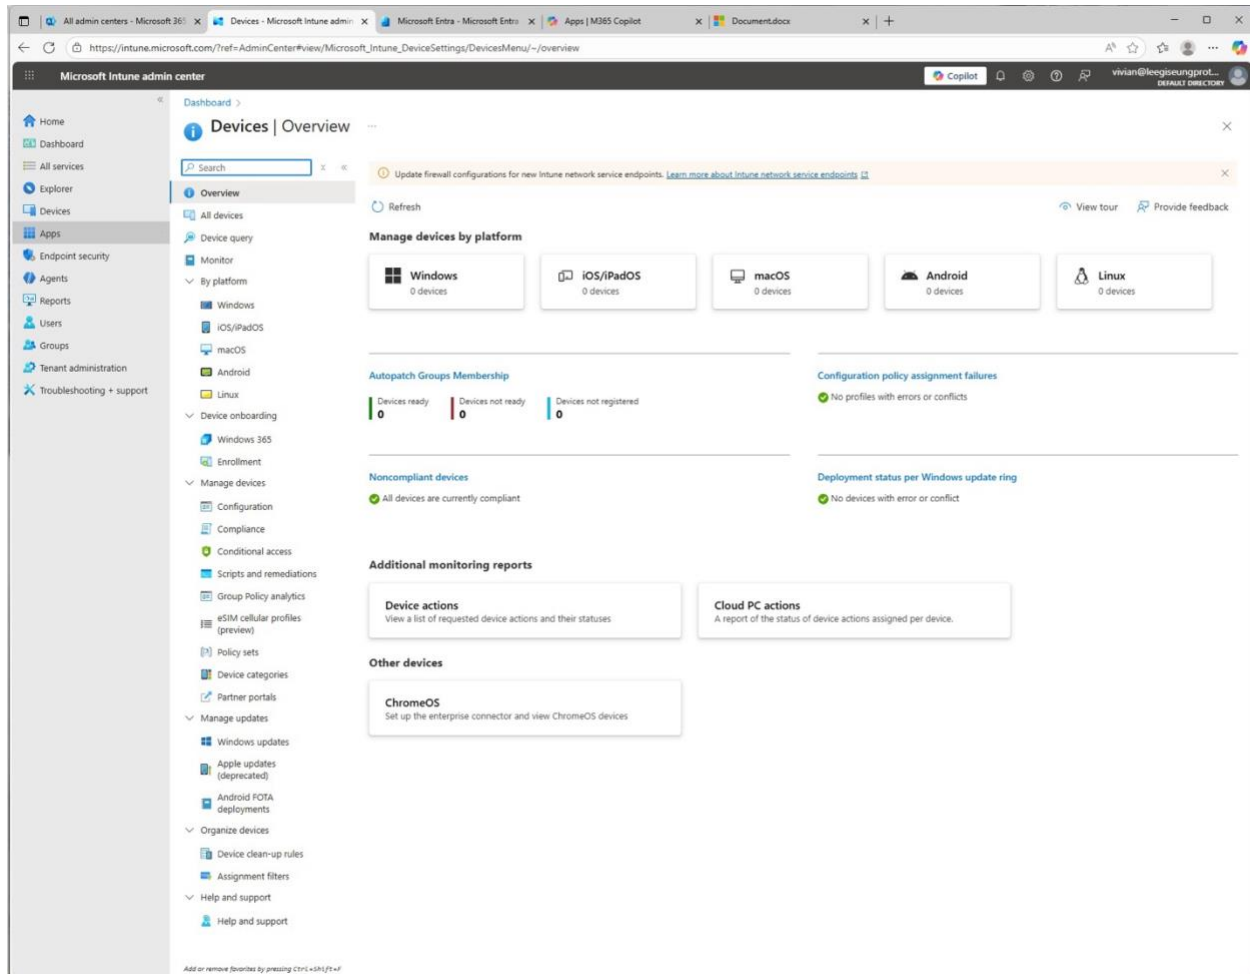 All admin centers - Microsoft 365
Devices - Microsoft Intune admin
Microsoft Entra - Microsoft Entra
Apps | M365 Copilot
Document.docx
https://intune.microsoft.com/?ref=AdminCenter#view/Microsoft_Intune_DeviceSettings/DevicesMenu/~/overview
Microsoft Intune admin center
Copilot
vivian@leegiseungprot...
DEFAULT DIRECTORY
Home
Dashboard
All services
Explorer
Devices
Apps
Endpoint security
Agents
Reports
Users
Groups
Tenant administration
Troubleshooting + support
Dashboard >
Devices | Overview ...
Search
Overview
All devices
Device query
Monitor
By platform
Windows
iOS/iPadOS
macOS
Android
Linux
Device onboarding
Windows 365
Enrollment
Manage devices
Configuration
Compliance
Conditional access
Scripts and remediations
Group Policy analytics
eSIM cellular profiles
(preview)
Policy sets
Device categories
Partner portals
Manage updates
Windows updates
Apple updates
(deprecated)
Android FOTA
deployments
Organize devices
Device clean-up rules
Assignment filters
Help and support
Help and support
Add or remove favorites by pressing Ctrl+Shift+F
Update firewall configurations for new Intune network service endpoints. Learn more about Intune network service endpoints
Refresh
View tour
Provide feedback
Manage devices by platform
Windows
0 devices
iOS/iPadOS
0 devices
macOS
0 devices
Android
0 devices
Linux
0 devices
Autopatch Groups Membership
Devices ready
0
Devices not ready
0
Devices not registered
0
Configuration policy assignment failures
No profiles with errors or conflicts
Noncompliant devices
All devices are currently compliant
Deployment status per Windows update ring
No devices with error or conflict
Additional monitoring reports
Device actions
View a list of requested device actions and their statuses
Cloud PC actions
A report of the status of device actions assigned per device.
Other devices
ChromeOS
Set up the enterprise connector and view ChromeOS devices